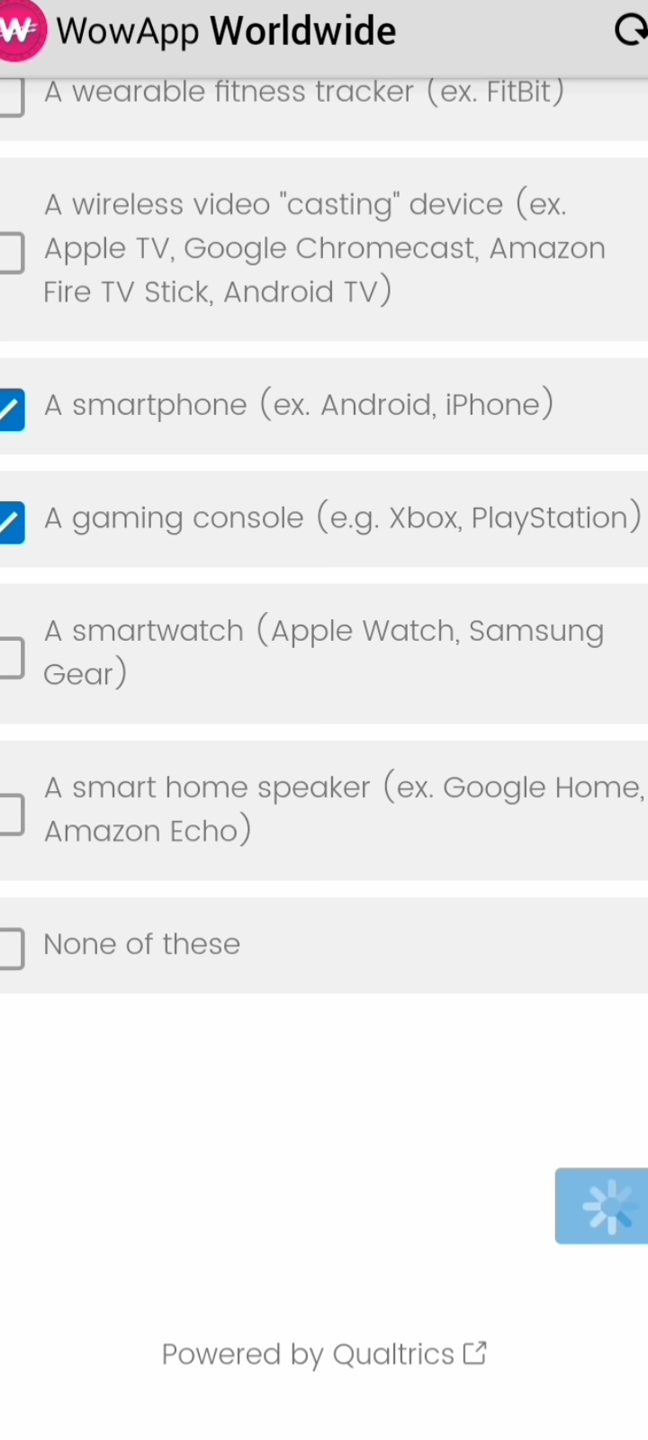 W WowApp Worldwide
A wearable fitness tracker (ex. FitBit)
A wireless video "casting" device (ex.
Apple TV, Google Chromecast, Amazon
Fire TV Stick, Android TV)
A smartphone (ex. Android, iPhone)
A gaming console (e.g. Xbox, PlayStation)
A smartwatch (Apple Watch, Samsung
Gear)
A smart home speaker (ex. Google Home,
Amazon Echo)
None of these
Powered by Qualtrics